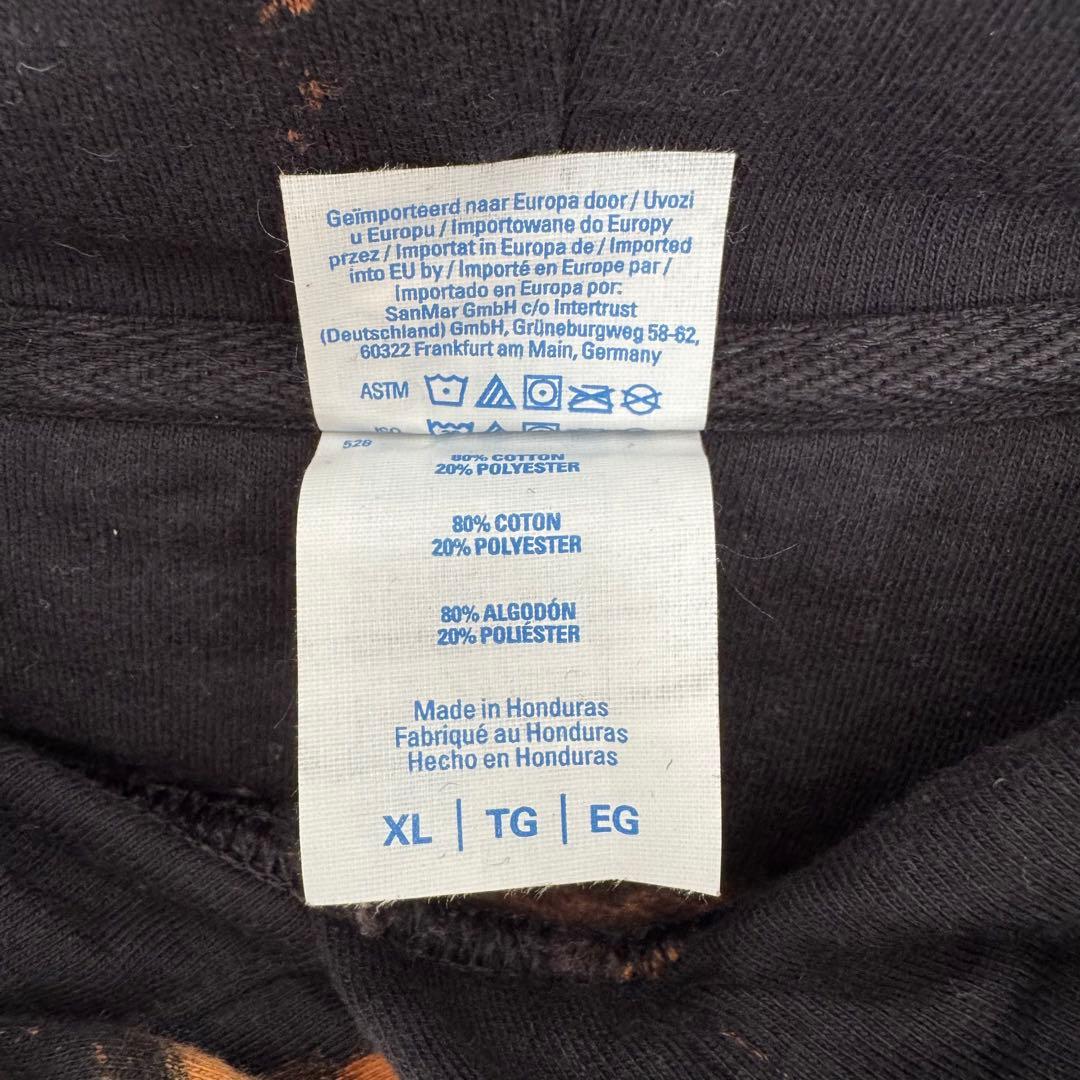 Geïmporteerd naar Europa door / Uvozi
u Europu / Importowane do Europy
przez / Importat in Europa de / Imported
into EU by / Importé en Europe par /
Importado en Europa por:
SanMar GmbH c/o Intertrust
(Deutschland) GmbH, Grüneburgweg 58-62,
60322 Frankfurt am Main, Germany
ASTM
ISO
528
80% COTTON
20% POLYESTER
80% COTON
20% POLYESTER
80% ALGODÓN
20% POLIÉSTER
Made in Honduras
Fabriqué au Honduras
Hecho en Honduras
XL | TG | EG